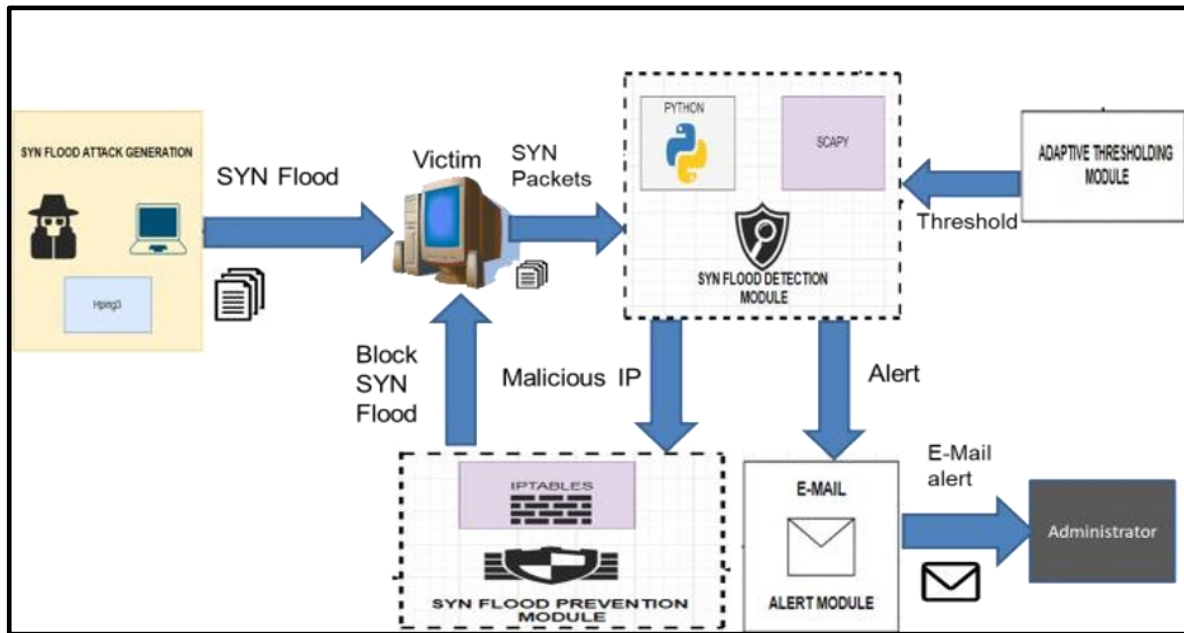 SYN FLOOD ATTACK GENERATION
Hping3
SYN Flood
Victim
SYN
Packets
PYTHON
SCAPY
SYN FLOOD DETECTION
MODULE
ADAPTIVE THRESHOLDING
MODULE
Threshold
Block
SYN
Flood
Malicious IP
Alert
IPTABLES
SYN FLOOD PREVENTION
MODULE
E-MAIL
ALERT MODULE
E-Mail
alert
Administrator